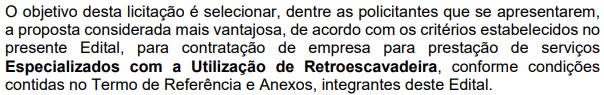 O objetivo desta licitação é selecionar, dentre as policitantes que se apresentarem,
a proposta considerada mais vantajosa, de acordo com os critérios estabelecidos no
presente Edital, para contratação de empresa para prestação de serviços
Especializados com a Utilização de Retroescavadeira, conforme condições
contidas no Termo de Referência e Anexos, integrantes deste Edital.